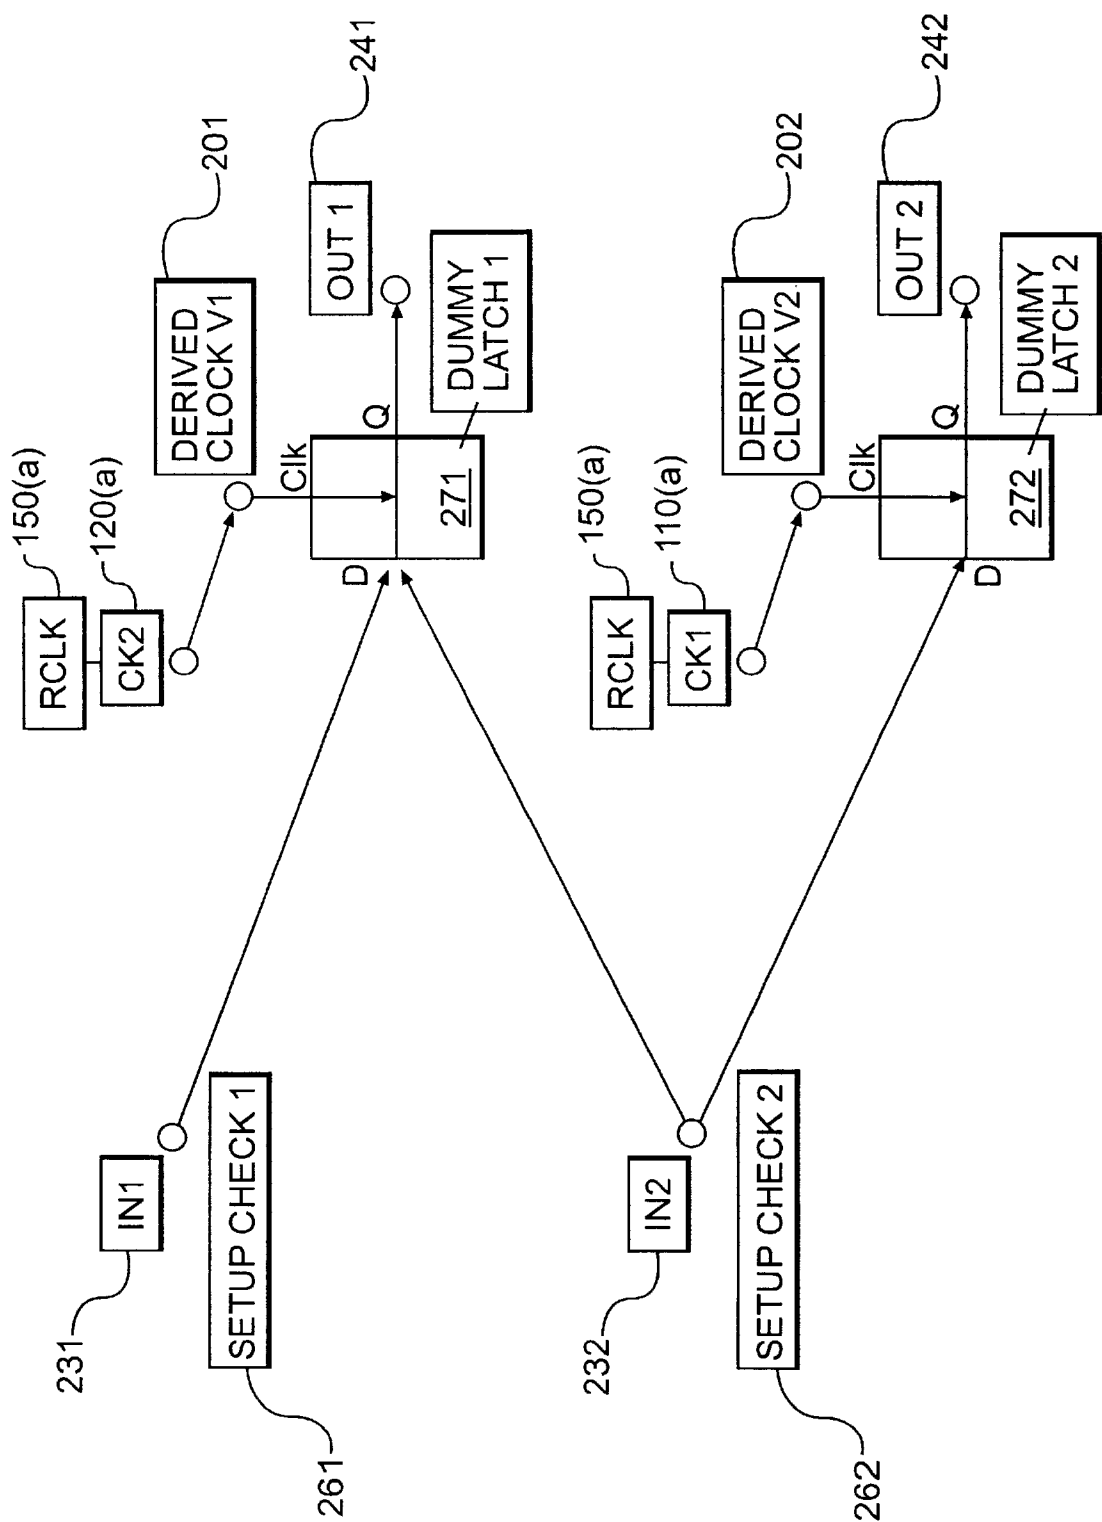 RCLK
150(a)
CK2
120(a)
DERIVED
CLOCK V1
201
IN1
231
SETUP CHECK 1
261
D
Clk
Q
271
OUT 1
241
DUMMY
LATCH 1
RCLK
150(a)
CK1
110(a)
DERIVED
CLOCK V2
202
IN2
232
SETUP CHECK 2
262
D
Clk
Q
272
OUT 2
242
DUMMY
LATCH 2